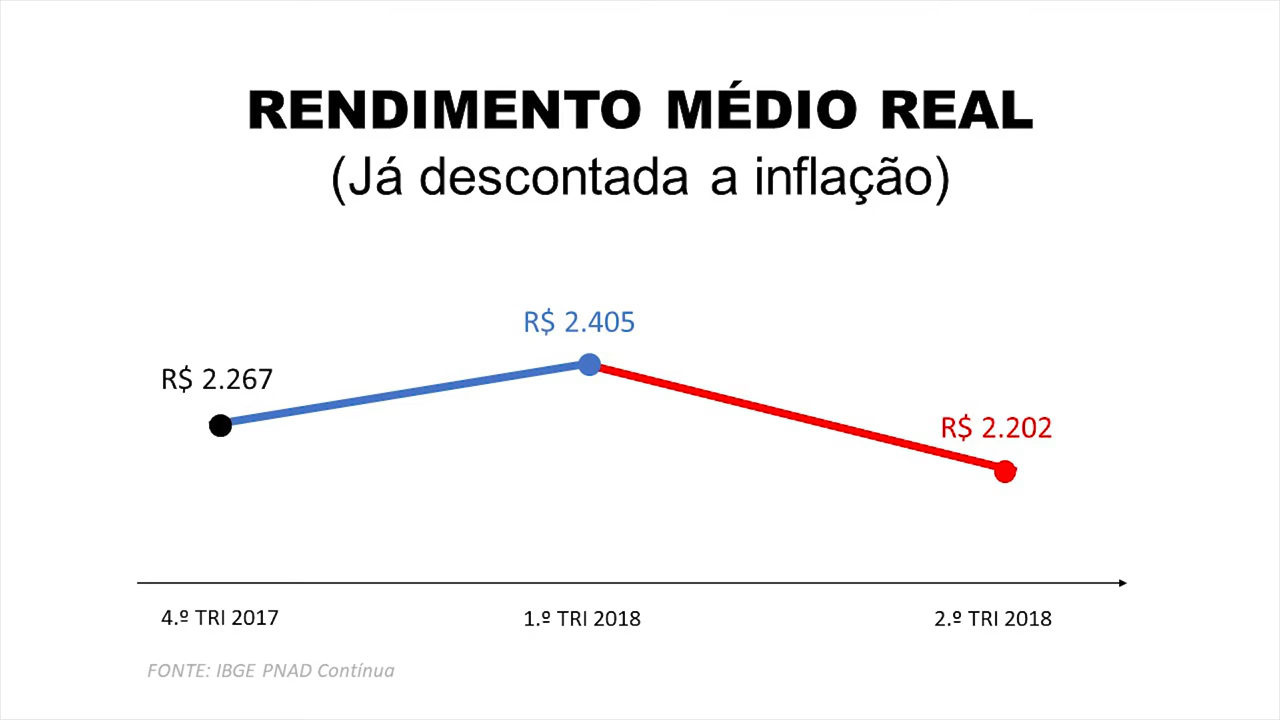 RENDIMENTO MÉDIO REAL
(Já descontada a inflação)
R$ 2.405
R$ 2.267
R$ 2.202
4.º TRI 2017
1.º TRI 2018
2.º TRI 2018
FONTE: IBGE PNAD Contínua